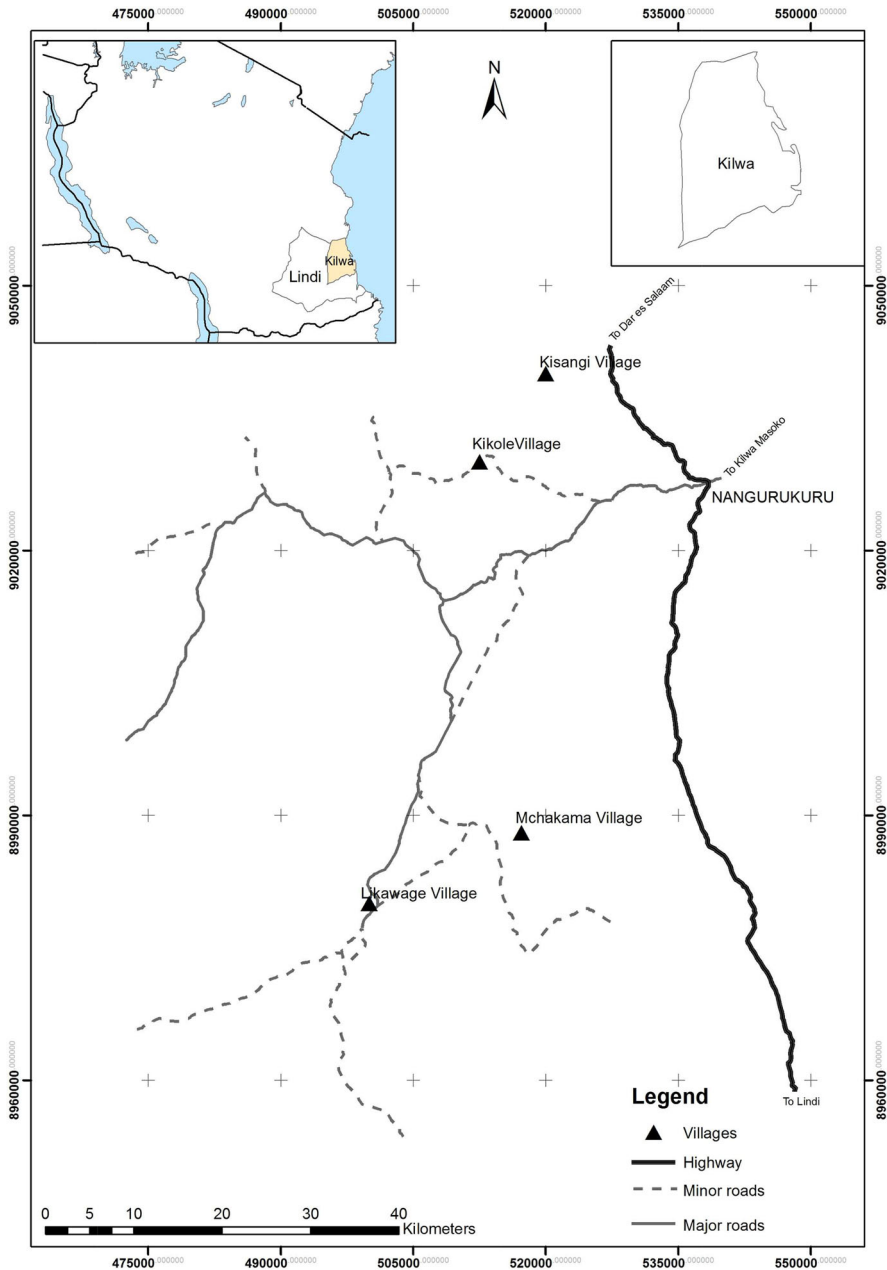 475000.000000 490000.000000 505000.000000 520000.000000 535000.000000 550000.000000
N
Kilwa
Kilwa
Lindi
9050000.000000 9050000.000000
To Dar es Salaam
Kisangi Village
To Kilwa Masoko
KikoleVillage
NANGURUKURU
9020000.000000 9020000.000000
Mchakama Village
8990000.000000 8990000.000000
Likawage Village
8960000.000000 8960000.000000
To Lindi
Legend
Villages
Highway
Minor roads
Major roads
0 5 10 20 30 40
Kilometers
475000.000000 490000.000000 505000.000000 520000.000000 535000.000000 550000.000000